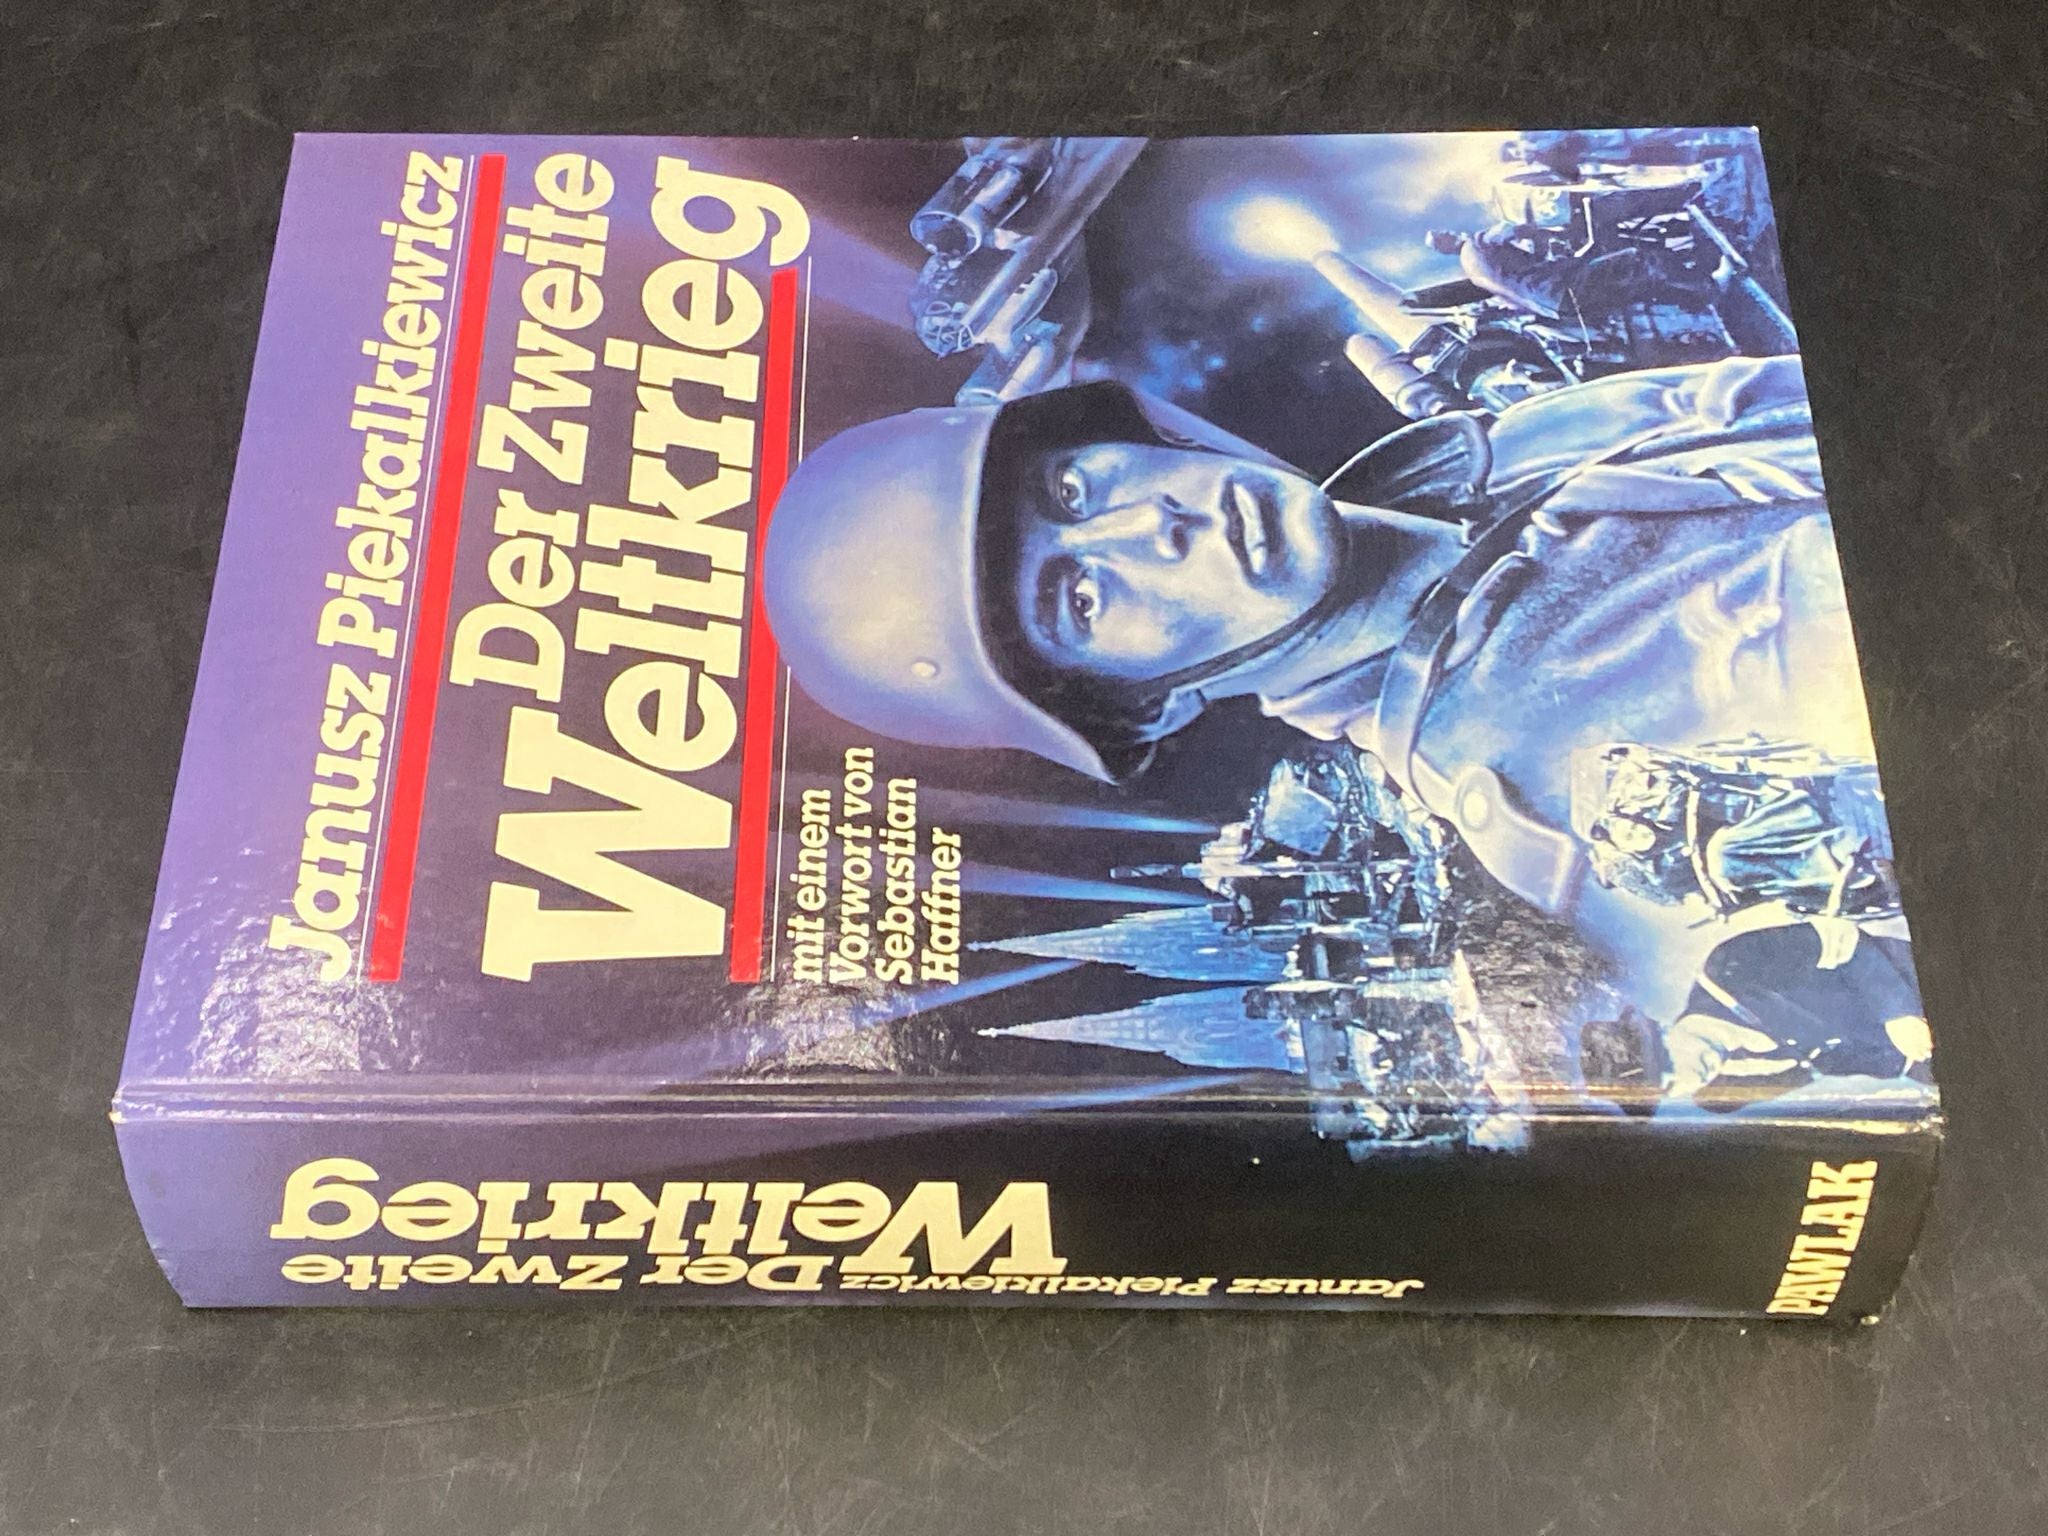 Janusz Piekalkiewicz
Der Zweite
Weltkrieg
mit einem
Vorwort von
Sebastian
Haffner
Janusz Piekalkiewicz
Der Zweite
Weltkrieg
PAWLAK